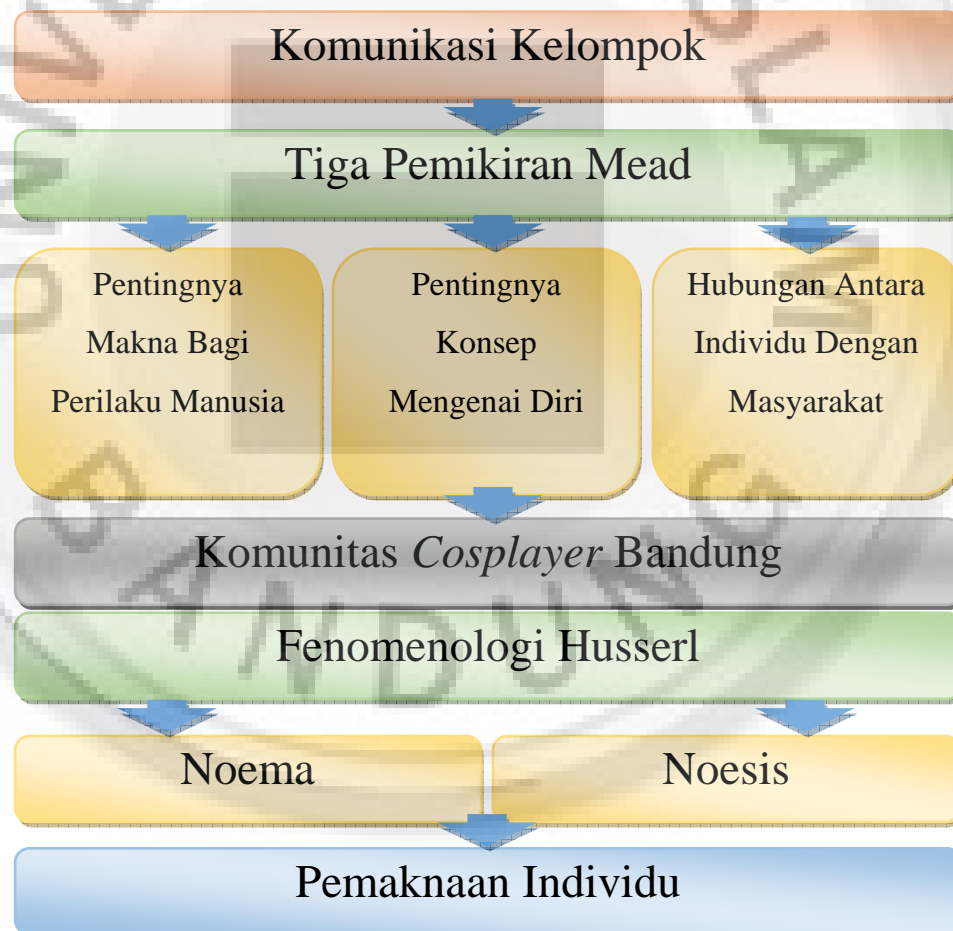 Komunikasi Kelompok
Tiga Pemikiran Mead
Pentingnya
Makna Bagi
Perilaku Manusia
Pentingnya
Konsep
Mengenai Diri
Hubungan Antara
Individu Dengan
Masyarakat
Komunitas Cosplayer Bandung
Fenomenologi Husserl
Noema
Noesis
Pemaknaan Individu
BANDUNG